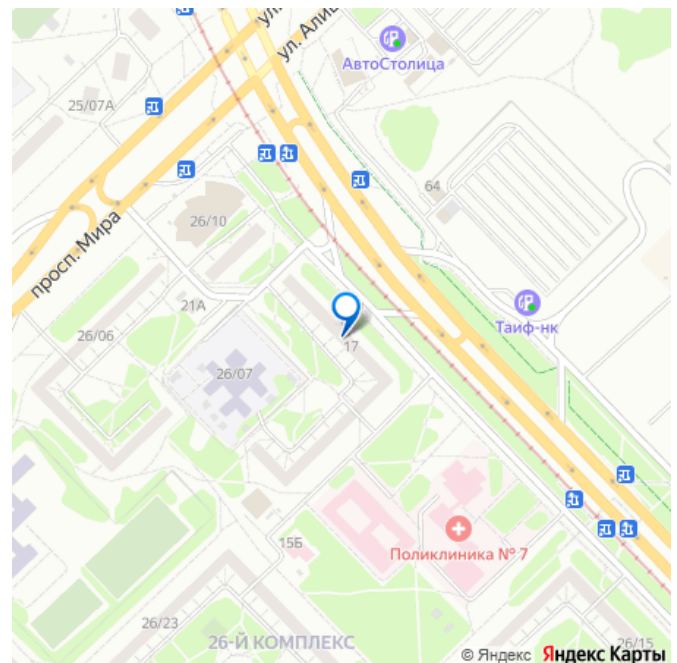 ул. Али
АвтоСтолица
25/07А
64
26/10
просп. Мира
21А
Таиф-нк
26/06
17
26/07
15Б
Поликлиника № 7
26/23
26-Й КОМПЛЕКС
26/15
© Яндекс Яндекс Карты